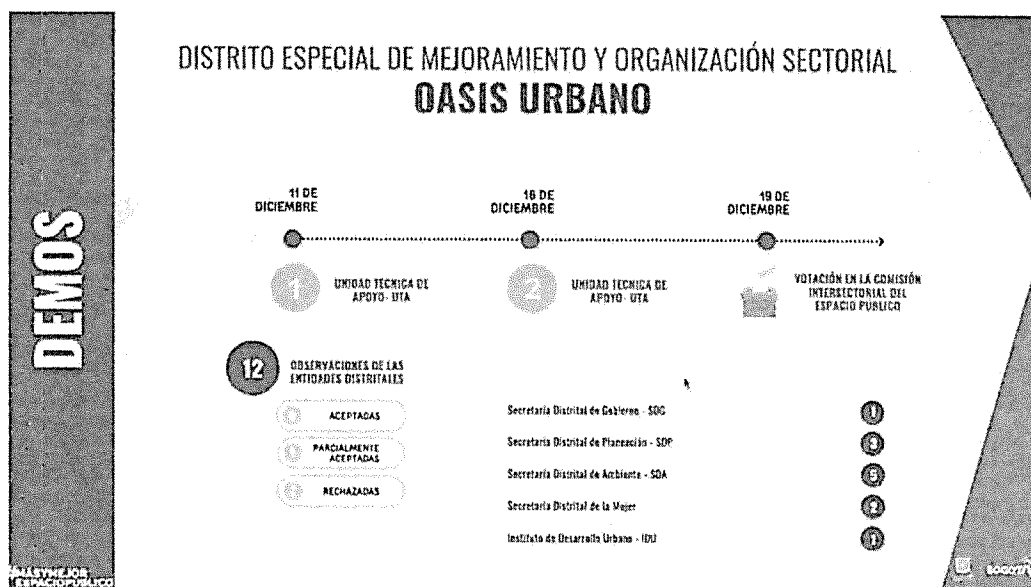 DISTRITO ESPECIAL DE MEJORAMIENTO Y ORGANIZACIÓN SECTORIAL
OASIS URBANO
DEMOS
11 DE
DICIEMBRE
16 DE
DICIEMBRE
19 DE
DICIEMBRE
1
UNIDAD TECNICA DE
APOYO- UTA
2
UNIDAD TECNICA DE
APOYO- UTA
VOTACIÓN EN LA COMISIÓN
INTERSECTORIAL DEL
ESPACIO PUBLICO
12
OBSERVACIONES DE LAS
ENTIDADES DISTRITALES
ACEPTADAS
PARCIALMENTE
ACEPTADAS
RECHAZADAS
Secretaría Distrital de Gobierno - SDG
1
Secretaría Distrital de Planeación - SDP
3
Secretaría Distrital de Ambiente - SDA
5
Secretaría Distrital de la Mujer
2
Instituto de Desarrollo Urbano - IDU
1
#MASYMEJOR
ESPACIOPUBLICO
BOGOTÁ